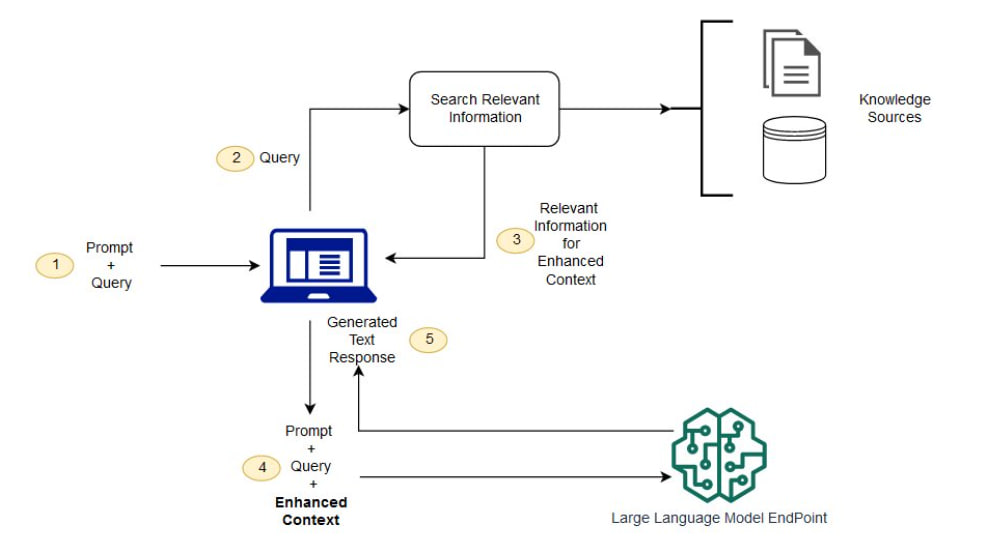 Search Relevant
Information
Knowledge
Sources
2 Query
Relevant
Information
for
Enhanced
Context
3
1
Prompt
+
Query
Generated
Text
Response
5
Prompt
+
Query
+
Enhanced
Context
4
Large Language Model EndPoint